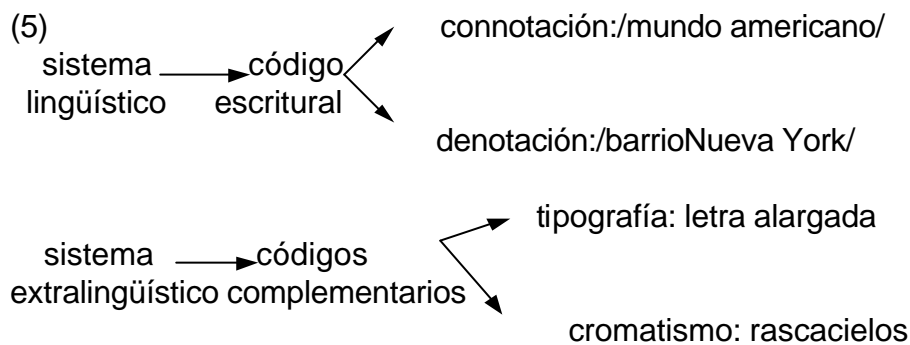 (5)
connotación:/mundo americano/
sistema código
lingüístico escritural
denotación:/barrioNueva York/
tipografía: letra alargada
sistema códigos
extralingüístico complementarios
cromatismo: rascacielos